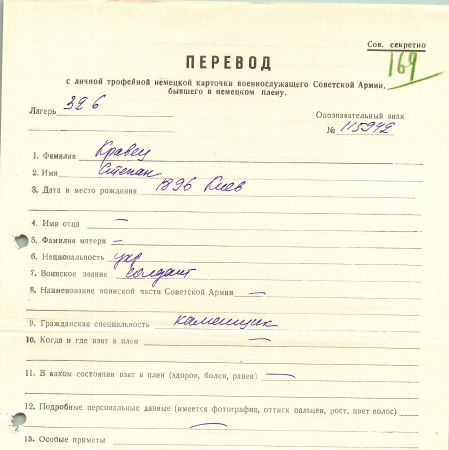 Сов. секретно
169
ПЕРЕВОД
с личной трофейной немецкой карточки военнослужащего Советской Армии,
бывшего в немецком плену.
Лагерь 326
Опознавательный знак
№ 115942
1. Фамилия Кравец
2. Имя Степан
3. Дата и место рождения 1896 Киев
4. Имя отца —
5. Фамилия матери —
6. Национальность укр
7. Воинское звание солдат
8. Наименование воинской части Советской Армии —
9. Гражданская специальность каменщик
10. Когда и где взят в плен —
11. В каком состоянии взят в плен (здоров, болен, ранен) —
12. Подробные персональные данные (имеется фотография, оттиск пальцев, рост, цвет волос)
—
13. Особые приметы